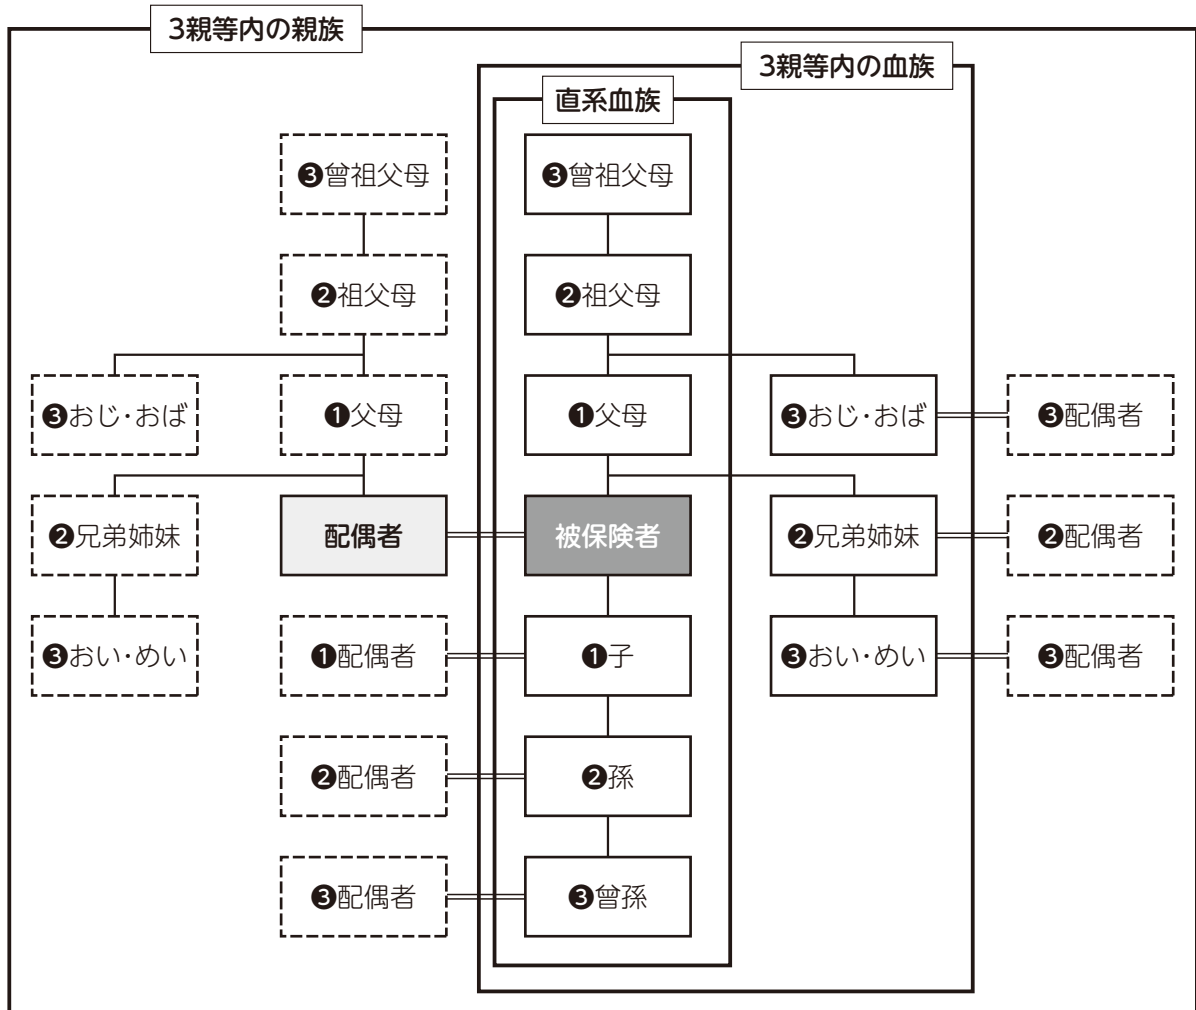 3親等内の親族
3親等内の血族
直系血族
❸曾祖父母
❸曾祖父母
❷祖父母
❷祖父母
❸おじ・おば
❶父母
❶父母
❸おじ・おば
❸配偶者
❷兄弟姉妹
配偶者
被保険者
❷兄弟姉妹
❷配偶者
❸おい・めい
❶配偶者
❶子
❸おい・めい
❸配偶者
❷配偶者
❷孫
❸配偶者
❸曾孫